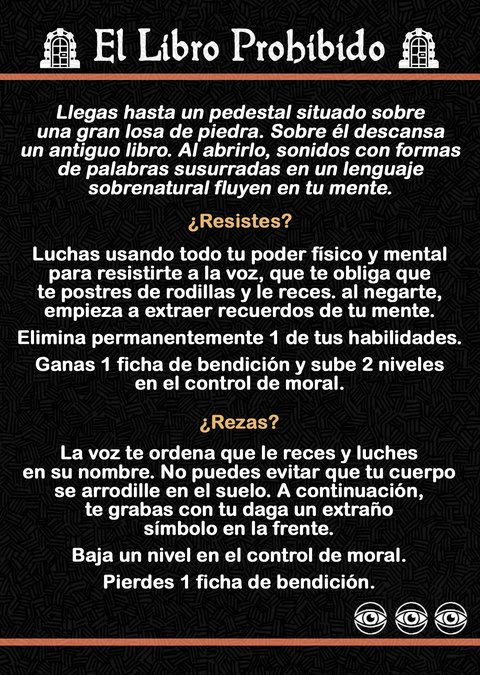 El Libro Prohibido
Llegas hasta un pedestal situado sobre
una gran losa de piedra. Sobre él descansa
un antiguo libro. Al abrirlo, sonidos con formas
de palabras susurradas en un lenguaje
sobrenatural fluyen en tu mente.
¿Resistes?
Luchas usando todo tu poder físico y mental
para resistirte a la voz, que te obliga que
te postres de rodillas y le reces. al negarte,
empieza a extraer recuerdos de tu mente.
Elimina permanentemente 1 de tus habilidades.
Ganas 1 ficha de bendición y sube 2 niveles
en el control de moral.
¿Rezas?
La voz te ordena que le reces y luches
en su nombre. No puedes evitar que tu cuerpo
se arrodille en el suelo. A continuación,
te grabas con tu daga un extraño
símbolo en la frente.
Baja un nivel en el control de moral.
Pierdes 1 ficha de bendición.